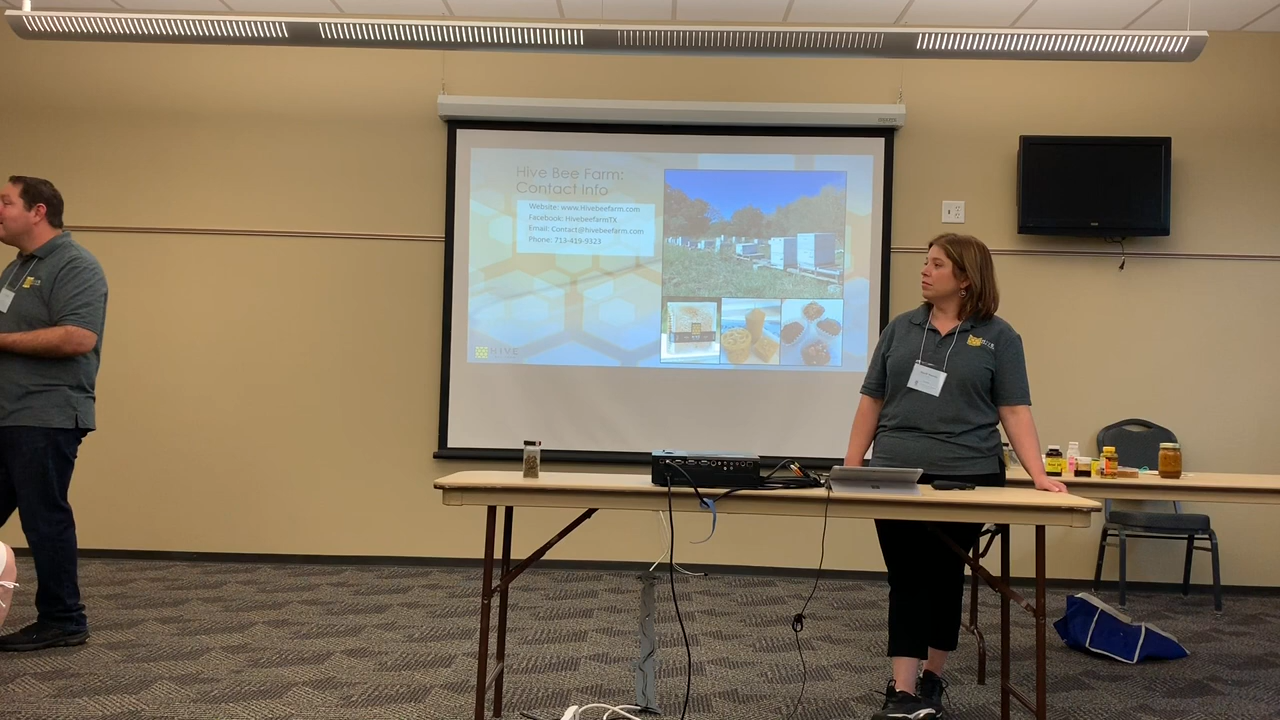 Hive Bee Farm:
Contact Info
Website: www.Hivebeefarm.com
Facebook: HivebeefarmTX
Email: Contact@hivebeefarm.com
Phone: 713-419-9323
HIVE